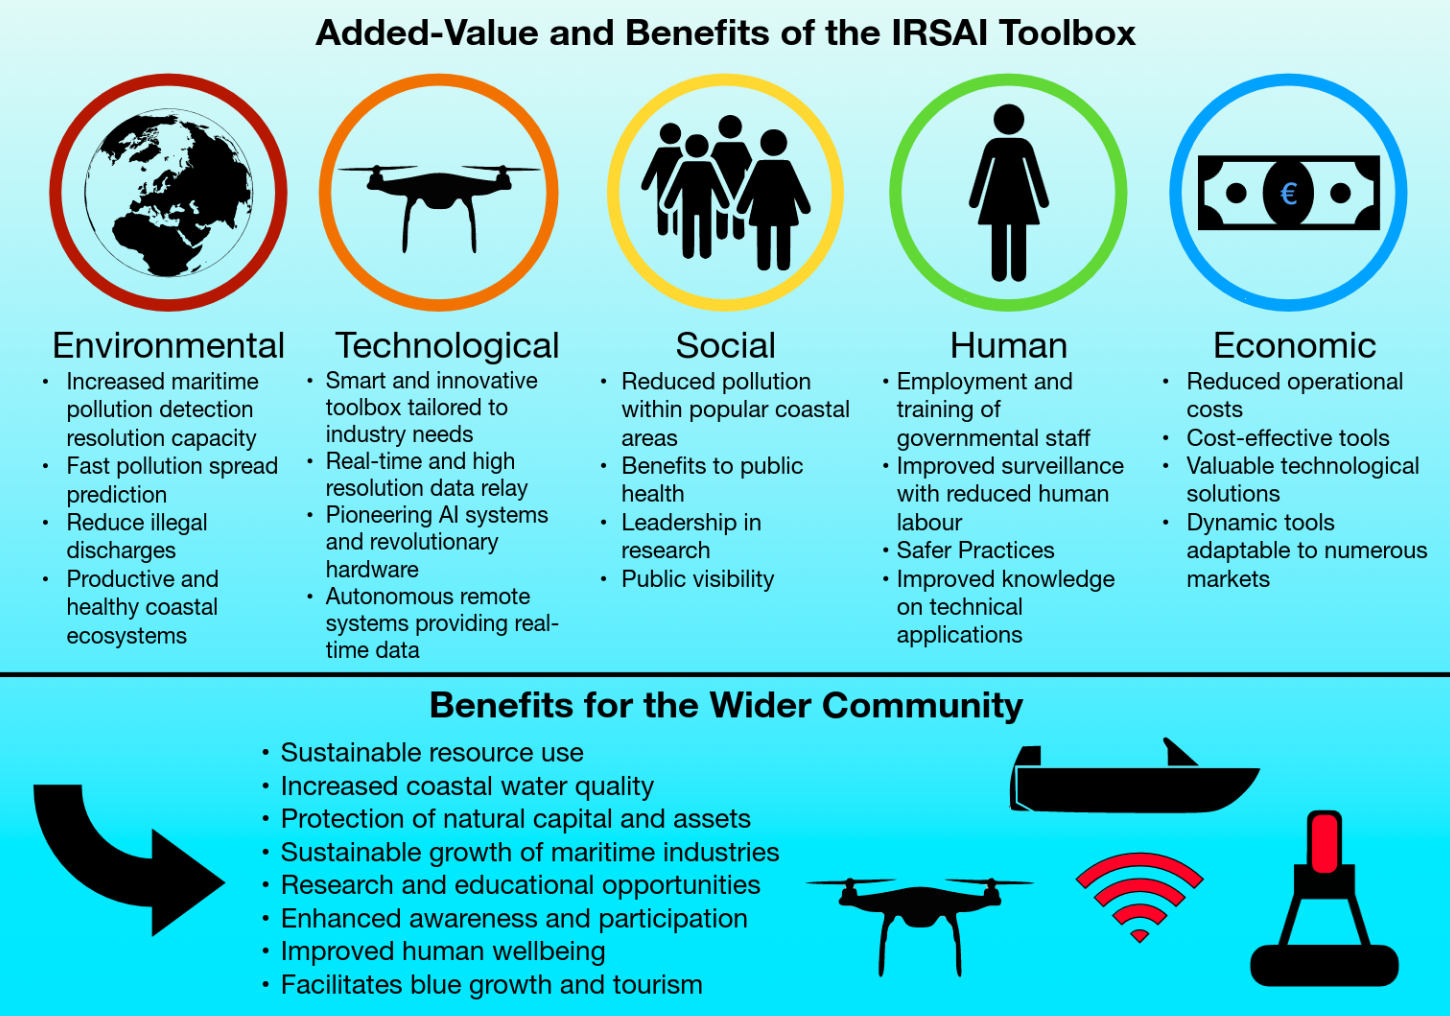 Added-Value and Benefits of the IRSAI Toolbox
€
Environmental
• Increased maritime
pollution detection
resolution capacity
• Fast pollution spread
prediction
• Reduce illegal
discharges
• Productive and
healthy coastal
ecosystems
Technological
• Smart and innovative
toolbox tailored to
industry needs
• Real-time and high
resolution data relay
• Pioneering AI systems
and revolutionary
hardware
• Autonomous remote
systems providing real-
time data
Social
• Reduced pollution
within popular coastal
areas
• Benefits to public
health
• Leadership in
research
• Public visibility
Human
• Employment and
training of
governmental staff
• Improved surveillance
with reduced human
labour
• Safer Practices
• Improved knowledge
on technical
applications
Economic
• Reduced operational
costs
• Cost-effective tools
• Valuable technological
solutions
• Dynamic tools
adaptable to numerous
markets
Benefits for the Wider Community
• Sustainable resource use
• Increased coastal water quality
• Protection of natural capital and assets
• Sustainable growth of maritime industries
• Research and educational opportunities
• Enhanced awareness and participation
• Improved human wellbeing
• Facilitates blue growth and tourism